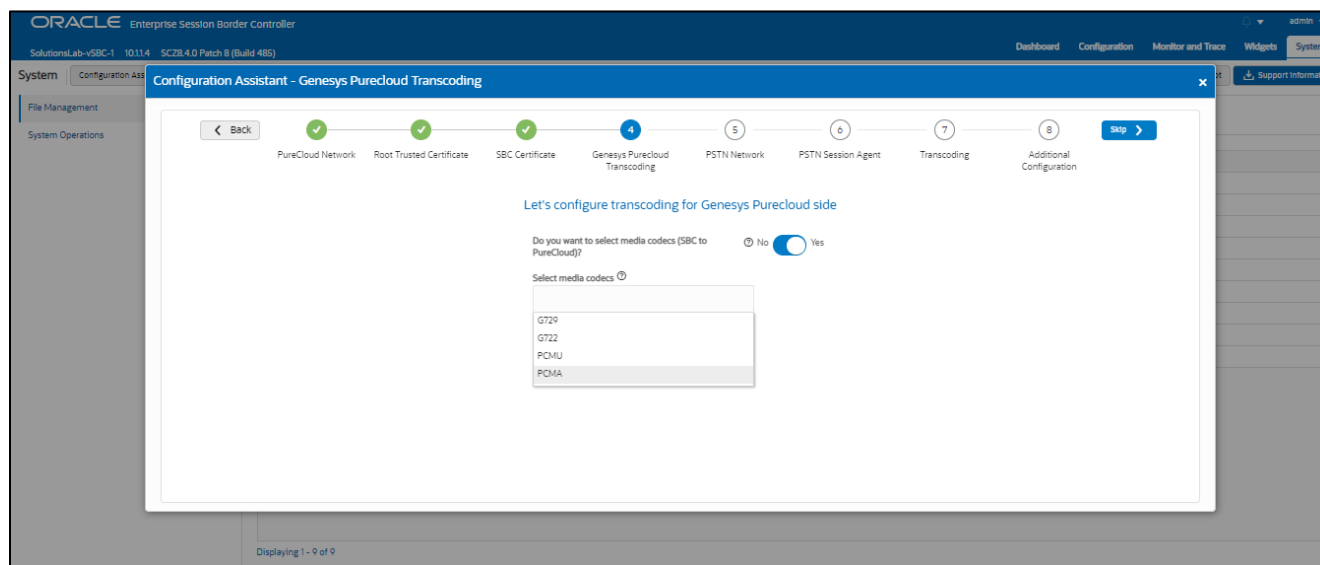 ORACLE Enterprise Session Border Controller
admin
SolutionsLab-vSBC-1 10.1.1.4 SCZ8.4.0 Patch 8 (Build 485)
Dashboard Configuration Monitor and Trace Widgets System
System Configuration Ass
Support Informat
Configuration Assistant - Genesys Purecloud Transcoding
×
File Management
System Operations
Back
4 5 6 7 8
Skip
PureCloud Network Root Trusted Certificate SBC Certificate Genesys Purecloud Transcoding PSTN Network PSTN Session Agent Transcoding Additional Configuration
Let's configure transcoding for Genesys Purecloud side
Do you want to select media codecs (SBC to
PureCloud)?
No Yes
Select media codecs
G729
G722
PCMU
PCMA
Displaying 1 - 9 of 9